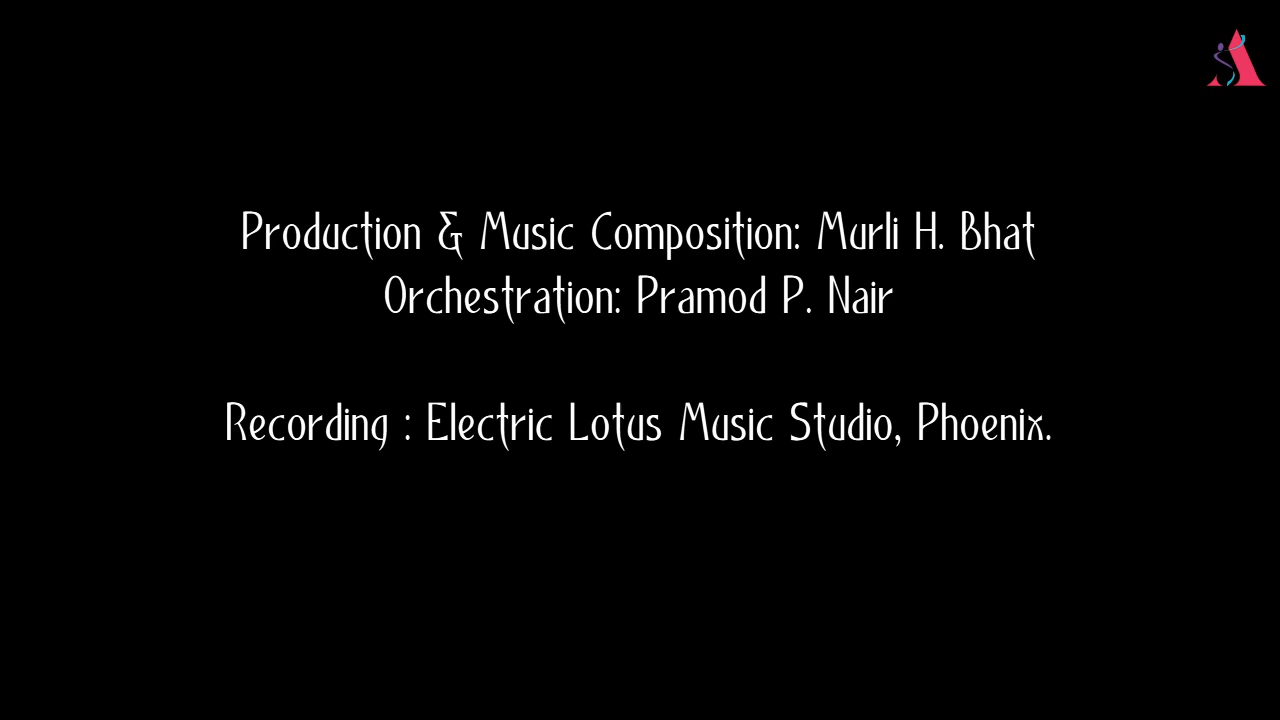 Production & Music Composition: Murli H. Bhat
Orchestration: Pramod P. Nair
Recording : Electric Lotus Music Studio, Phoenix.